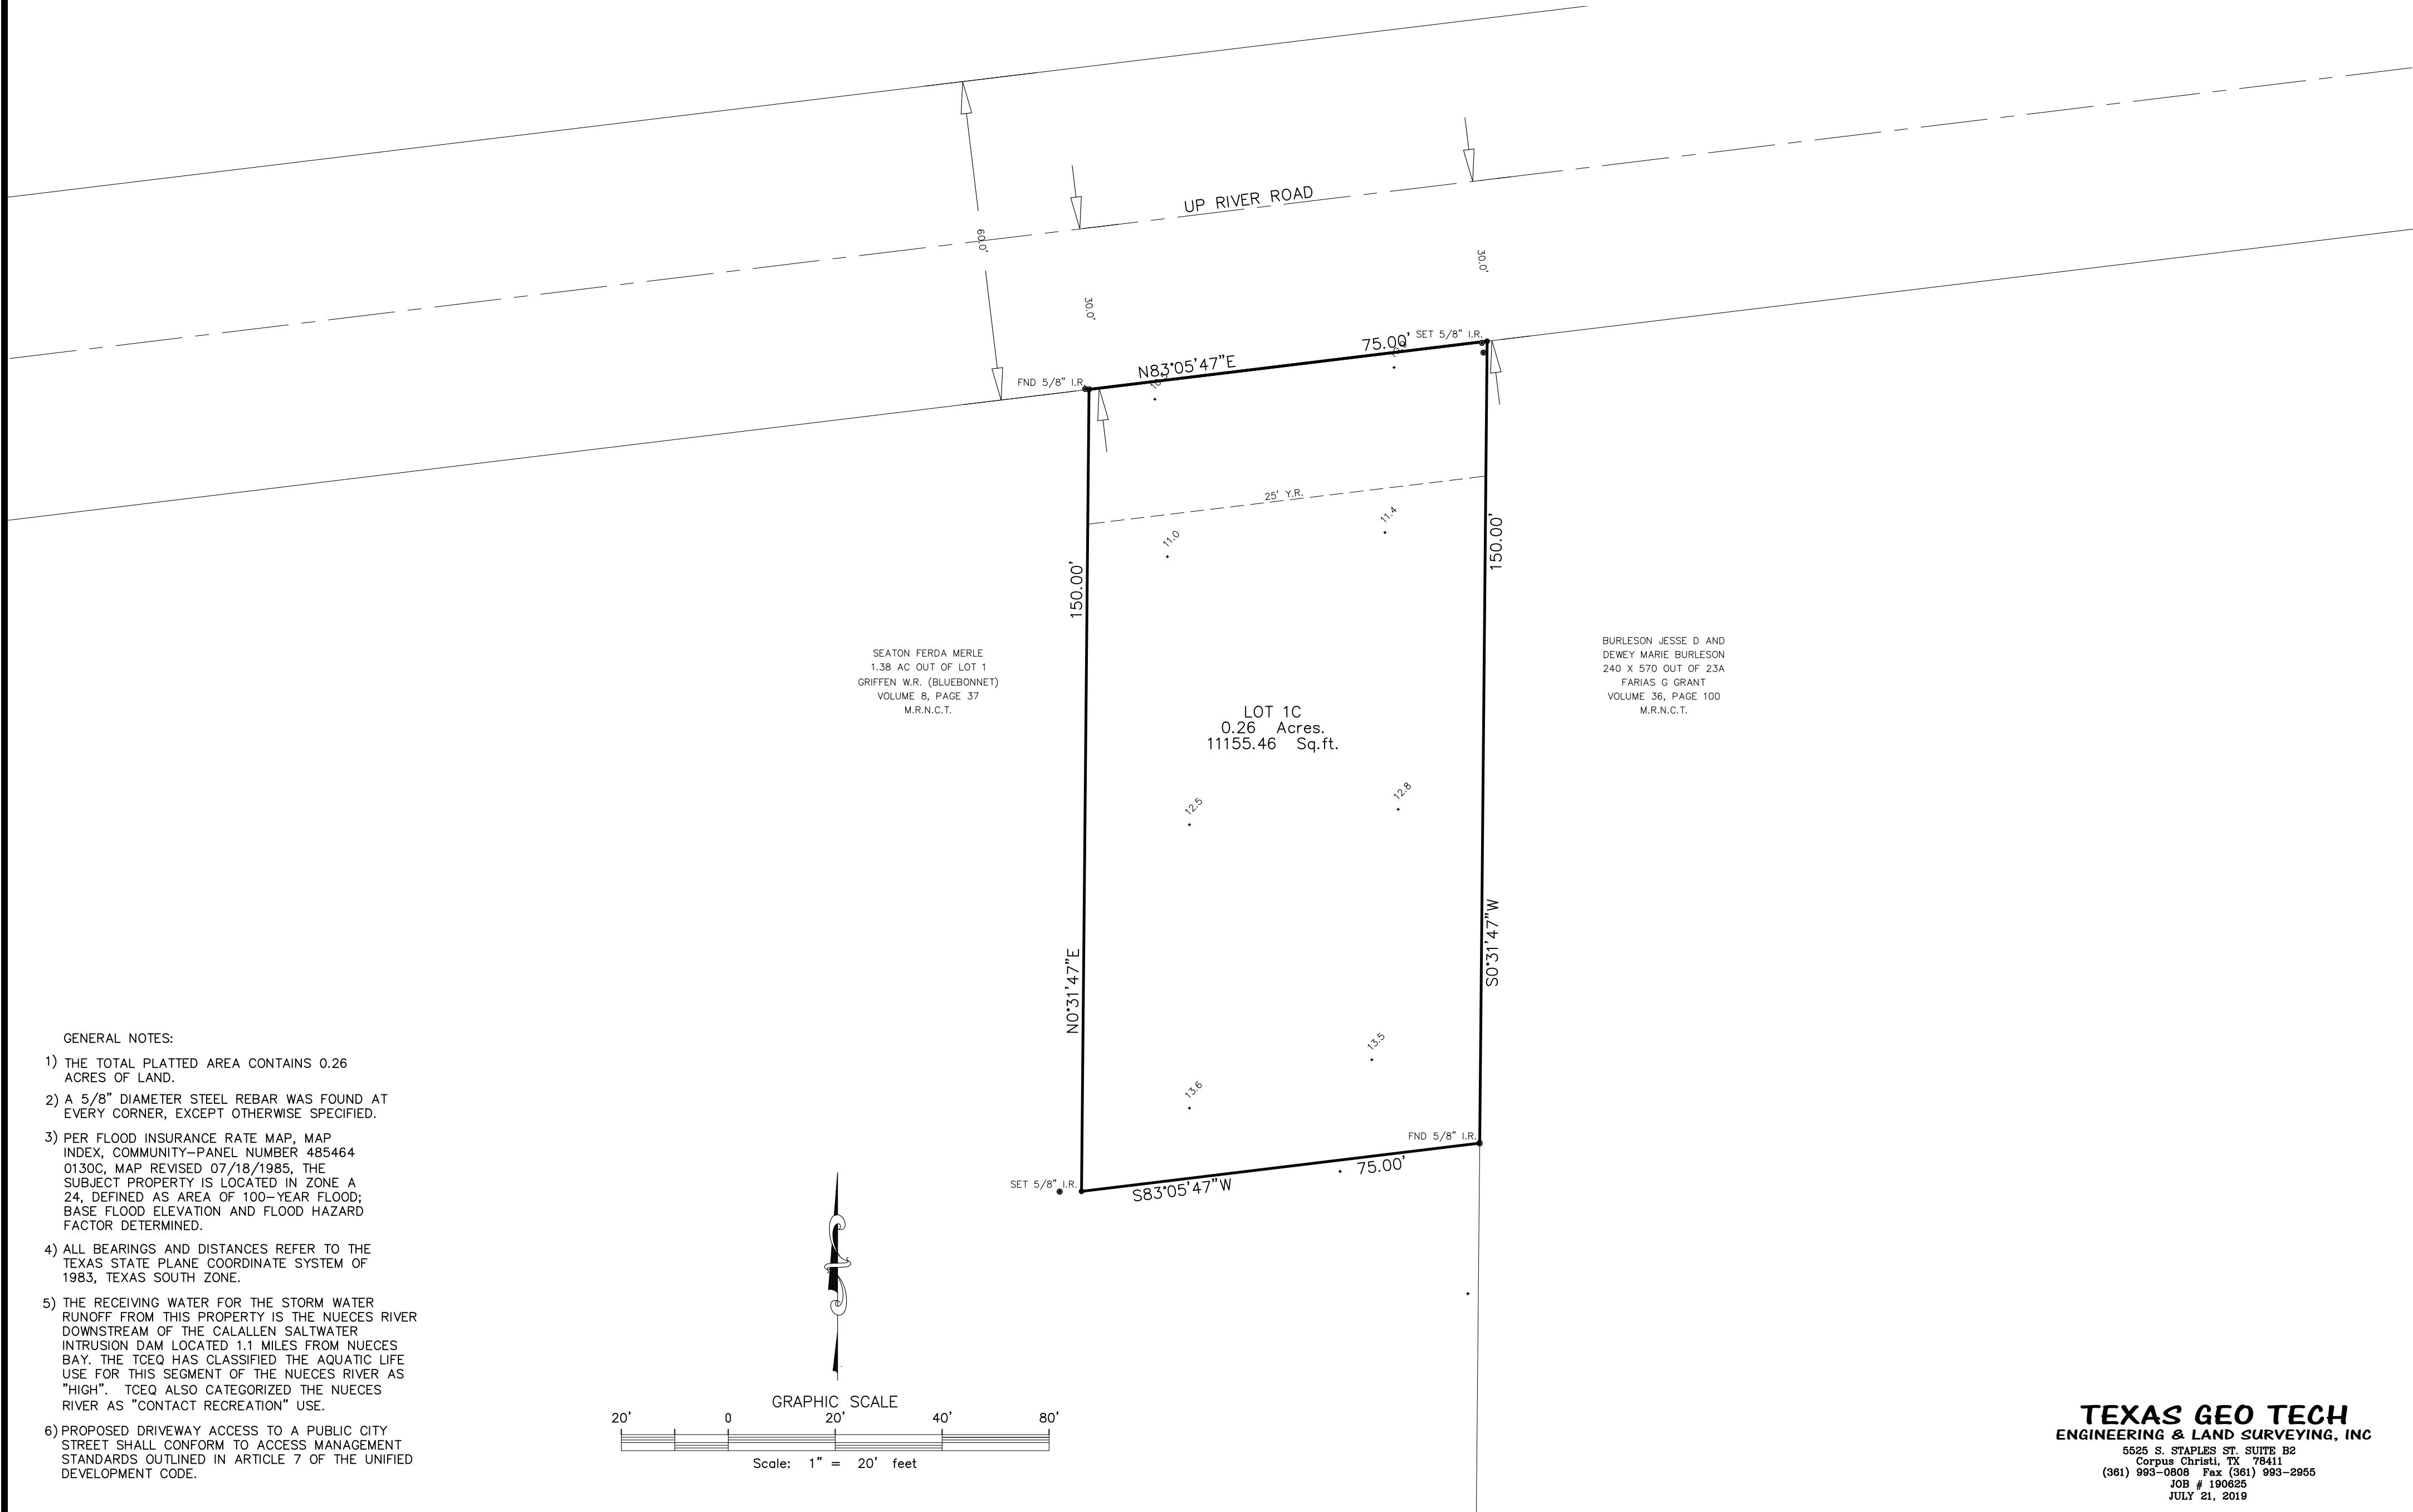 UP RIVER ROAD
60.0'
30.0'
30.0'
75.00'
SET 5/8" I.R.
N83°05'47"E
FND 5/8" I.R.
25' Y.R.
11.0
11.4
150.00'
150.00'
SEATON FERDA MERLE
1.38 AC OUT OF LOT 1
GRIFFEN W.R. (BLUEBONNET)
VOLUME 8, PAGE 37
M.R.N.C.T.
BURLESON JESSE D AND
DEWEY MARIE BURLESON
240 X 570 OUT OF 23A
FARIAS G GRANT
VOLUME 36, PAGE 100
M.R.N.C.T.
LOT 1C
0.26 Acres.
11155.46 Sq.ft.
12.5
12.8
N0°31'47"E
S0°31'47"W
13.5
13.6
FND 5/8" I.R.
75.00'
SET 5/8" I.R.
S83°05'47"W
GENERAL NOTES:
1) THE TOTAL PLATTED AREA CONTAINS 0.26
ACRES OF LAND.
2) A 5/8" DIAMETER STEEL REBAR WAS FOUND AT
EVERY CORNER, EXCEPT OTHERWISE SPECIFIED.
3) PER FLOOD INSURANCE RATE MAP, MAP
INDEX, COMMUNITY-PANEL NUMBER 485464
0130C, MAP REVISED 07/18/1985, THE
SUBJECT PROPERTY IS LOCATED IN ZONE A
24, DEFINED AS AREA OF 100-YEAR FLOOD;
BASE FLOOD ELEVATION AND FLOOD HAZARD
FACTOR DETERMINED.
4) ALL BEARINGS AND DISTANCES REFER TO THE
TEXAS STATE PLANE COORDINATE SYSTEM OF
1983, TEXAS SOUTH ZONE.
5) THE RECEIVING WATER FOR THE STORM WATER
RUNOFF FROM THIS PROPERTY IS THE NUECES RIVER
DOWNSTREAM OF THE CALALLEN SALTWATER
INTRUSION DAM LOCATED 1.1 MILES FROM NUECES
BAY. THE TCEQ HAS CLASSIFIED THE AQUATIC LIFE
USE FOR THIS SEGMENT OF THE NUECES RIVER AS
"HIGH". TCEQ ALSO CATEGORIZED THE NUECES
RIVER AS "CONTACT RECREATION" USE.
6) PROPOSED DRIVEWAY ACCESS TO A PUBLIC CITY
STREET SHALL CONFORM TO ACCESS MANAGEMENT
STANDARDS OUTLINED IN ARTICLE 7 OF THE UNIFIED
DEVELOPMENT CODE.
GRAPHIC SCALE
20' 0 20' 40' 80'
Scale: 1" = 20' feet
TEXAS GEO TECH
ENGINEERING & LAND SURVEYING, INC
5525 S. STAPLES ST. SUITE B2
Corpus Christi, TX 78411
(361) 993-0808 Fax (361) 993-2955
JOB # 190625
JULY 21, 2019